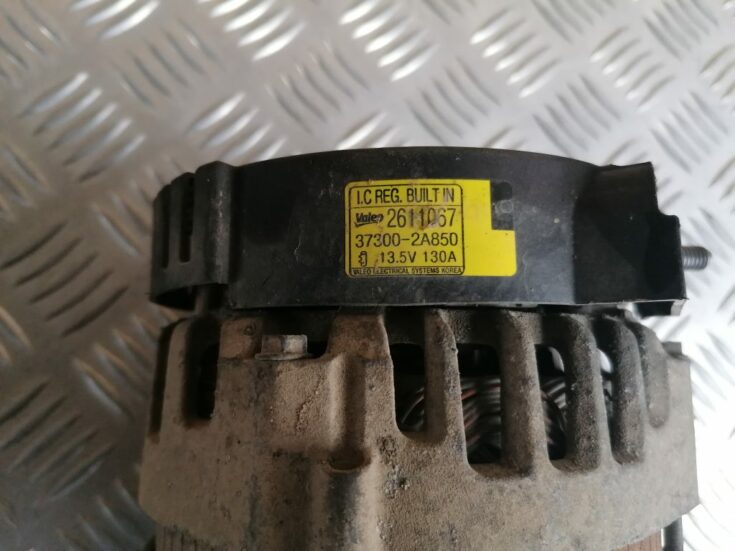 I.C REG. BUILT IN
Valeo 2611067
37300-2A850
13.5V 130A
VALEO ELECTRICAL SYSTEMS KOREA